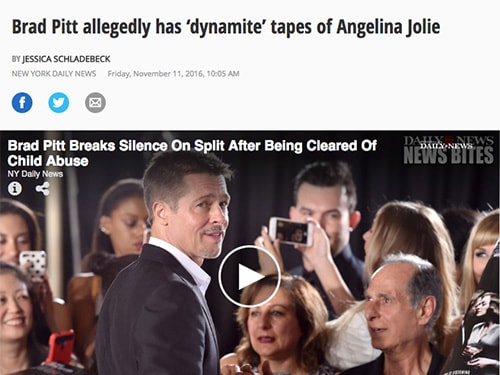 Brad Pitt allegedly has ‘dynamite’ tapes of Angelina Jolie
BY JESSICA SCHLADEBECK
NEW YORK DAILY NEWS Friday, November 11, 2016, 10:05 AM
Brad Pitt Breaks Silence On Split After Being Cleared Of
Child Abuse
NY Daily News
DAILY NEWS
DAILY NEWS
NEWS BITES